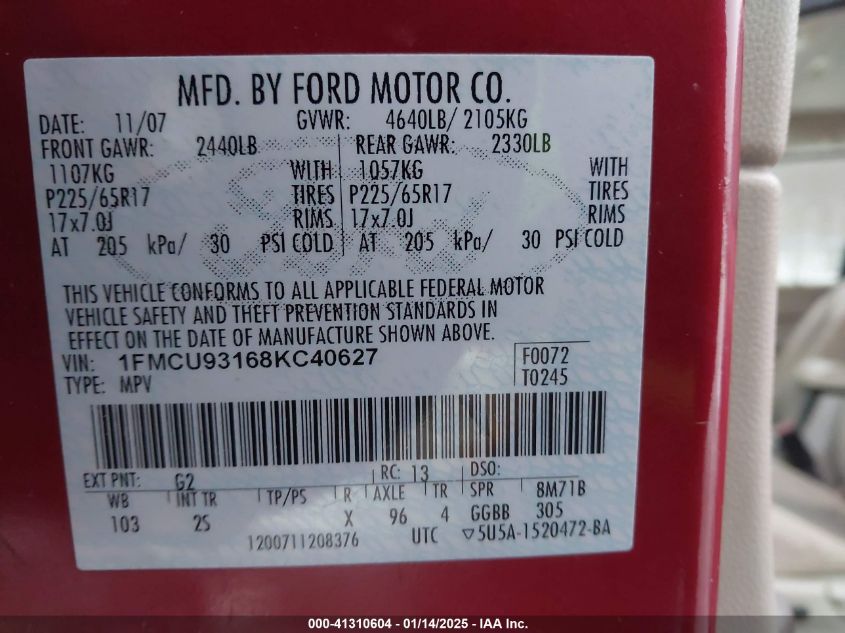 MFD. BY FORD MOTOR CO.
DATE: 11/07 GVWR: 4640LB/ 2105KG
FRONT GAWR: 2440LB REAR GAWR: 2330LB
1107KG WITH 1057KG WITH
P225/65R17 TIRES P225/65R17 TIRES
17x7.0J RIMS 17x7.0J RIMS
AT 205 kPa/ 30 PSI COLD AT 205 kPa/ 30 PSI COLD
THIS VEHICLE CONFORMS TO ALL APPLICABLE FEDERAL MOTOR
VEHICLE SAFETY AND THEFT PREVENTION STANDARDS IN
EFFECT ON THE DATE OF MANUFACTURE SHOWN ABOVE.
VIN: 1FMCU93168KC40627 F0072
TYPE: MPV T0245
EXT PNT: G2 RC: 13 DSO:
WB INT TR TP/PS R AXLE TR SPR 8M71B
103 2S X 96 4 GGBB 305
1200711208376 UTC ▽5U5A-1520472-BA
000-41310604 - 01/14/2025 - IAA Inc.